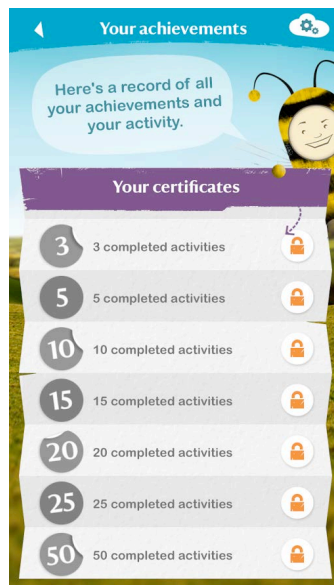 Your achievements
Here's a record of all
your achievements and
your activity.
Your certificates
3 3 completed activities
5 5 completed activities
10 10 completed activities
15 15 completed activities
20 20 completed activities
25 25 completed activities
50 50 completed activities